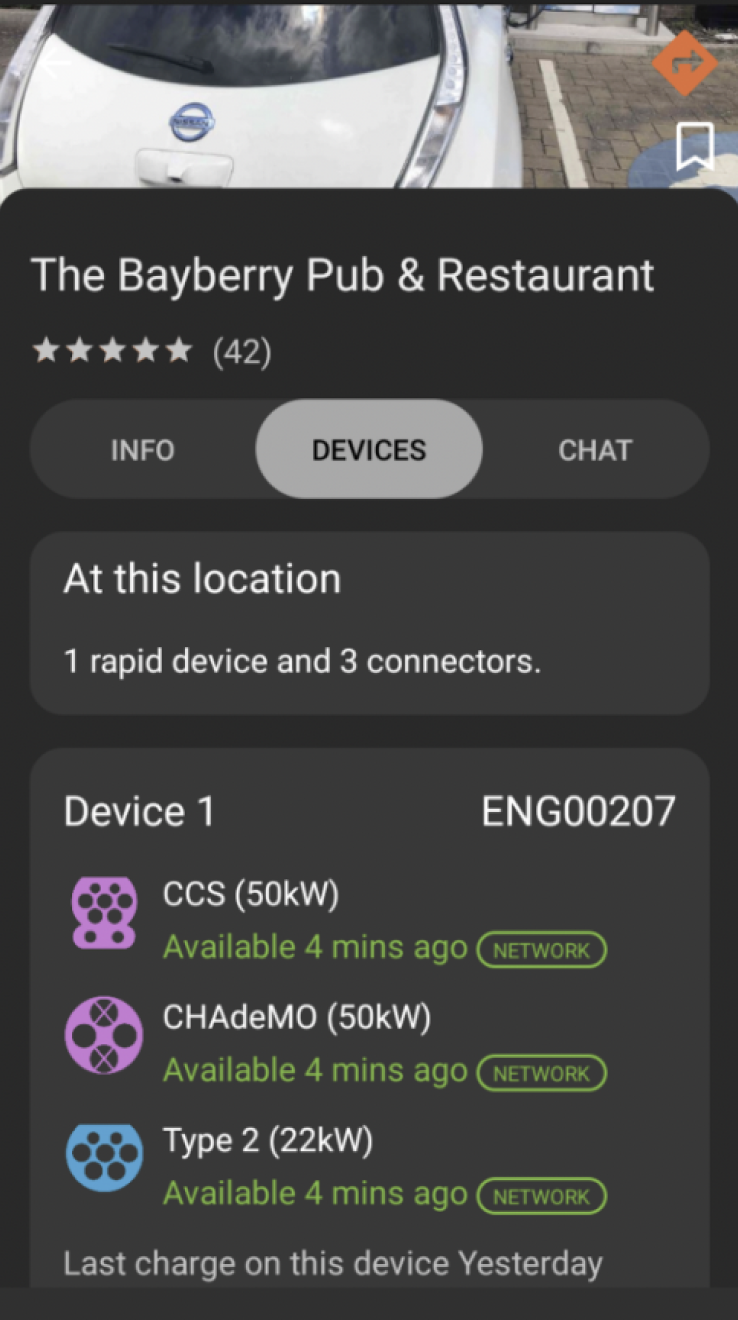 NISSAN
The Bayberry Pub & Restaurant
(42)
INFO DEVICES CHAT
At this location
1 rapid device and 3 connectors.
Device 1 ENG00207
CCS (50kW)
Available 4 mins ago NETWORK
CHAdeMO (50kW)
Available 4 mins ago NETWORK
Type 2 (22kW)
Available 4 mins ago NETWORK
Last charge on this device Yesterday